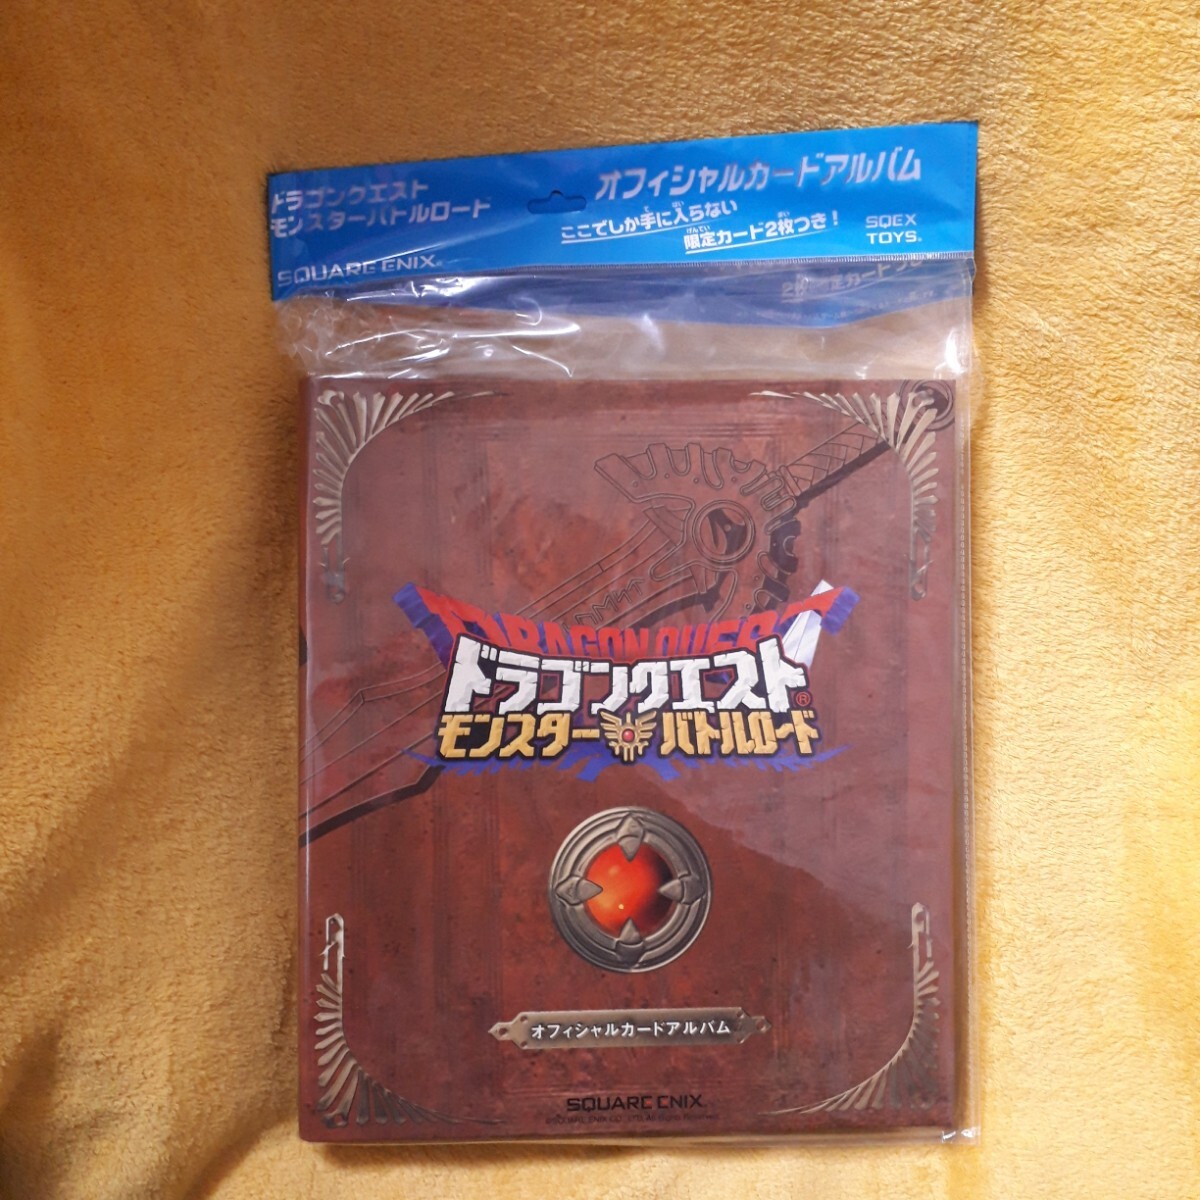 ドラゴンクエスト
モンスターバトルロード
SQUARE ENIX
オフィシャルカードアルバム
ここでしか手に入らない
限定カード2枚つき!
SQEX
TOYS
DRAGON QUEST
ドラゴンクエスト®
モンスターバトルロード
オフィシャルカードアルバム
SQUARE ENIX